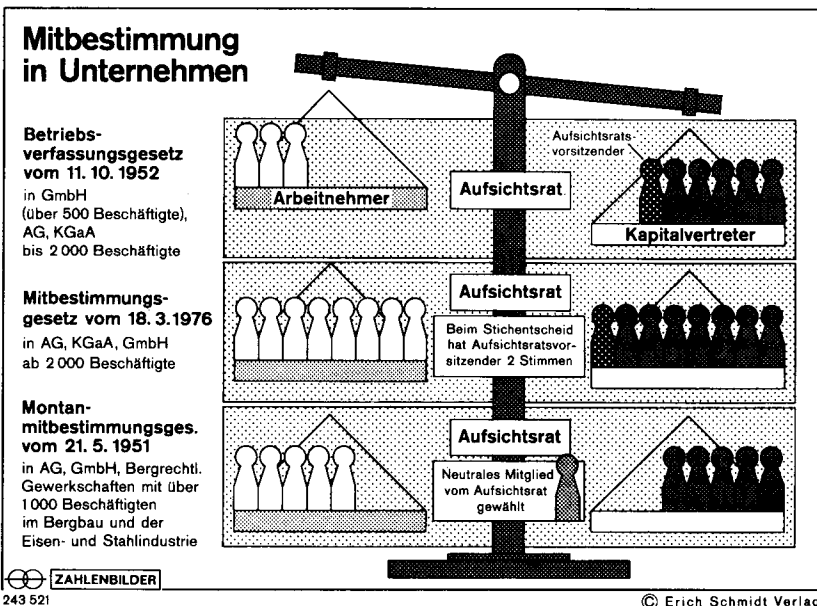 Mitbestimmung
in Unternehmen
Betriebs-
verfassungsgesetz
vom 11. 10. 1952
in GmbH
(über 500 Beschäftigte),
AG, KGaA
bis 2 000 Beschäftigte
Arbeitnehmer
Aufsichtsrat
Aufsichtsrats-
vorsitzender
Kapitalvertreter
Mitbestimmungs-
gesetz vom 18. 3. 1976
in AG, KGaA, GmbH
ab 2 000 Beschäftigte
Aufsichtsrat
Beim Stichentscheid
hat Aufsichtsratsvor-
sitzender 2 Stimmen
Montan-
mitbestimmungsges.
vom 21. 5. 1951
in AG, GmbH, Bergrechtl.
Gewerkschaften mit über
1 000 Beschäftigten
im Bergbau und der
Eisen- und Stahlindustrie
Aufsichtsrat
Neutrales Mitglied
vom Aufsichtsrat
gewählt
ZAHLENBILDER
243 521
© Erich Schmidt Verlag